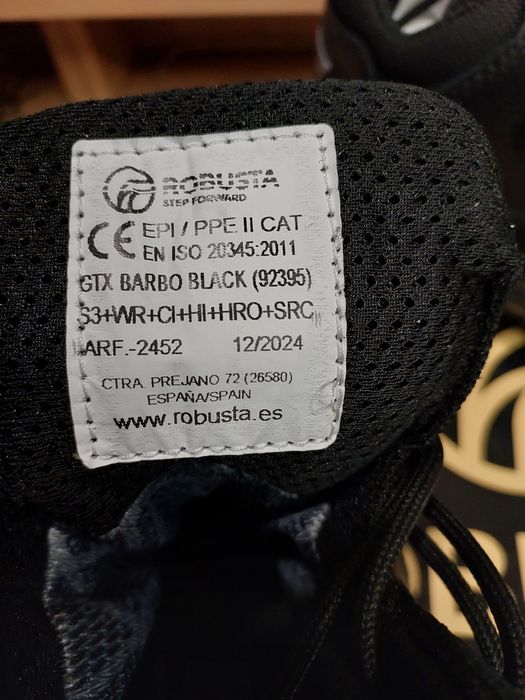 ROBUSTA
STEP FORWARD
CE EPI / PPE II CAT
EN ISO 20345:2011
GTX BARBO BLACK (92395)
S3+WR+CI+HI+HRO+SRC
ARF.-2452 12/2024
CTRA. PREJANO 72 (26580)
ESPAÑA/SPAIN
www.robusta.es